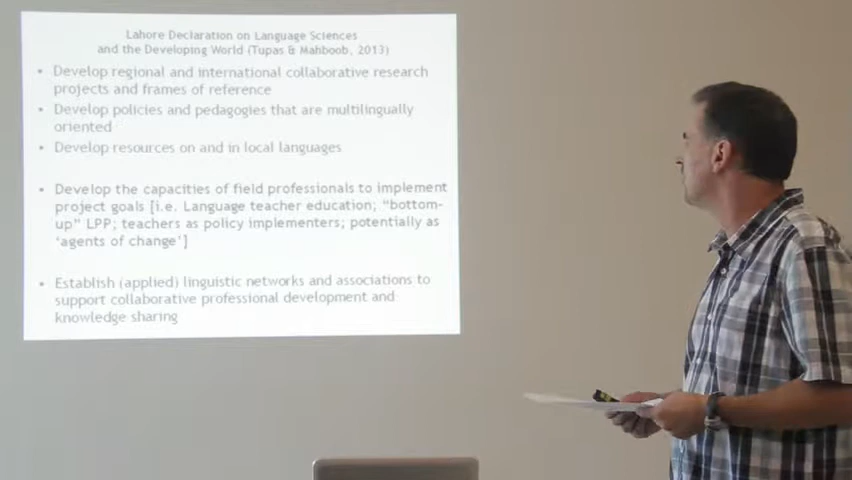 Lahore Declaration on Language Sciences
and the Developing World (Tupas & Mahboob, 2013)
• Develop regional and international collaborative research
projects and frames of reference
• Develop policies and pedagogies that are multilingually
oriented
• Develop resources on and in local languages
• Develop the capacities of field professionals to implement
project goals [i.e. Language teacher education; “bottom-
up” LPP; teachers as policy implementers; potentially as
‘agents of change’]
• Establish (applied) linguistic networks and associations to
support collaborative professional development and
knowledge sharing